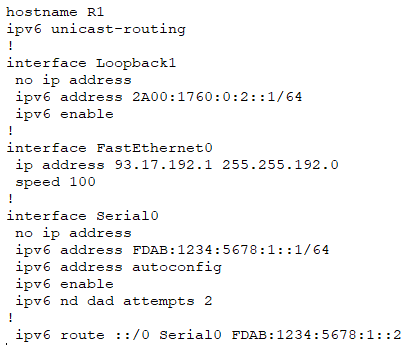 hostname R1
ipv6 unicast-routing
!
interface Loopback1
no ip address
ipv6 address 2A00:1760:0:2::1/64
ipv6 enable
!
interface FastEthernet0
ip address 93.17.192.1 255.255.192.0
speed 100
!
interface Serial0
no ip address
ipv6 address FDAB:1234:5678:1::1/64
ipv6 address autoconfig
ipv6 enable
ipv6 nd dad attempts 2
!
ipv6 route ::/0 Serial0 FDAB:1234:5678:1::2